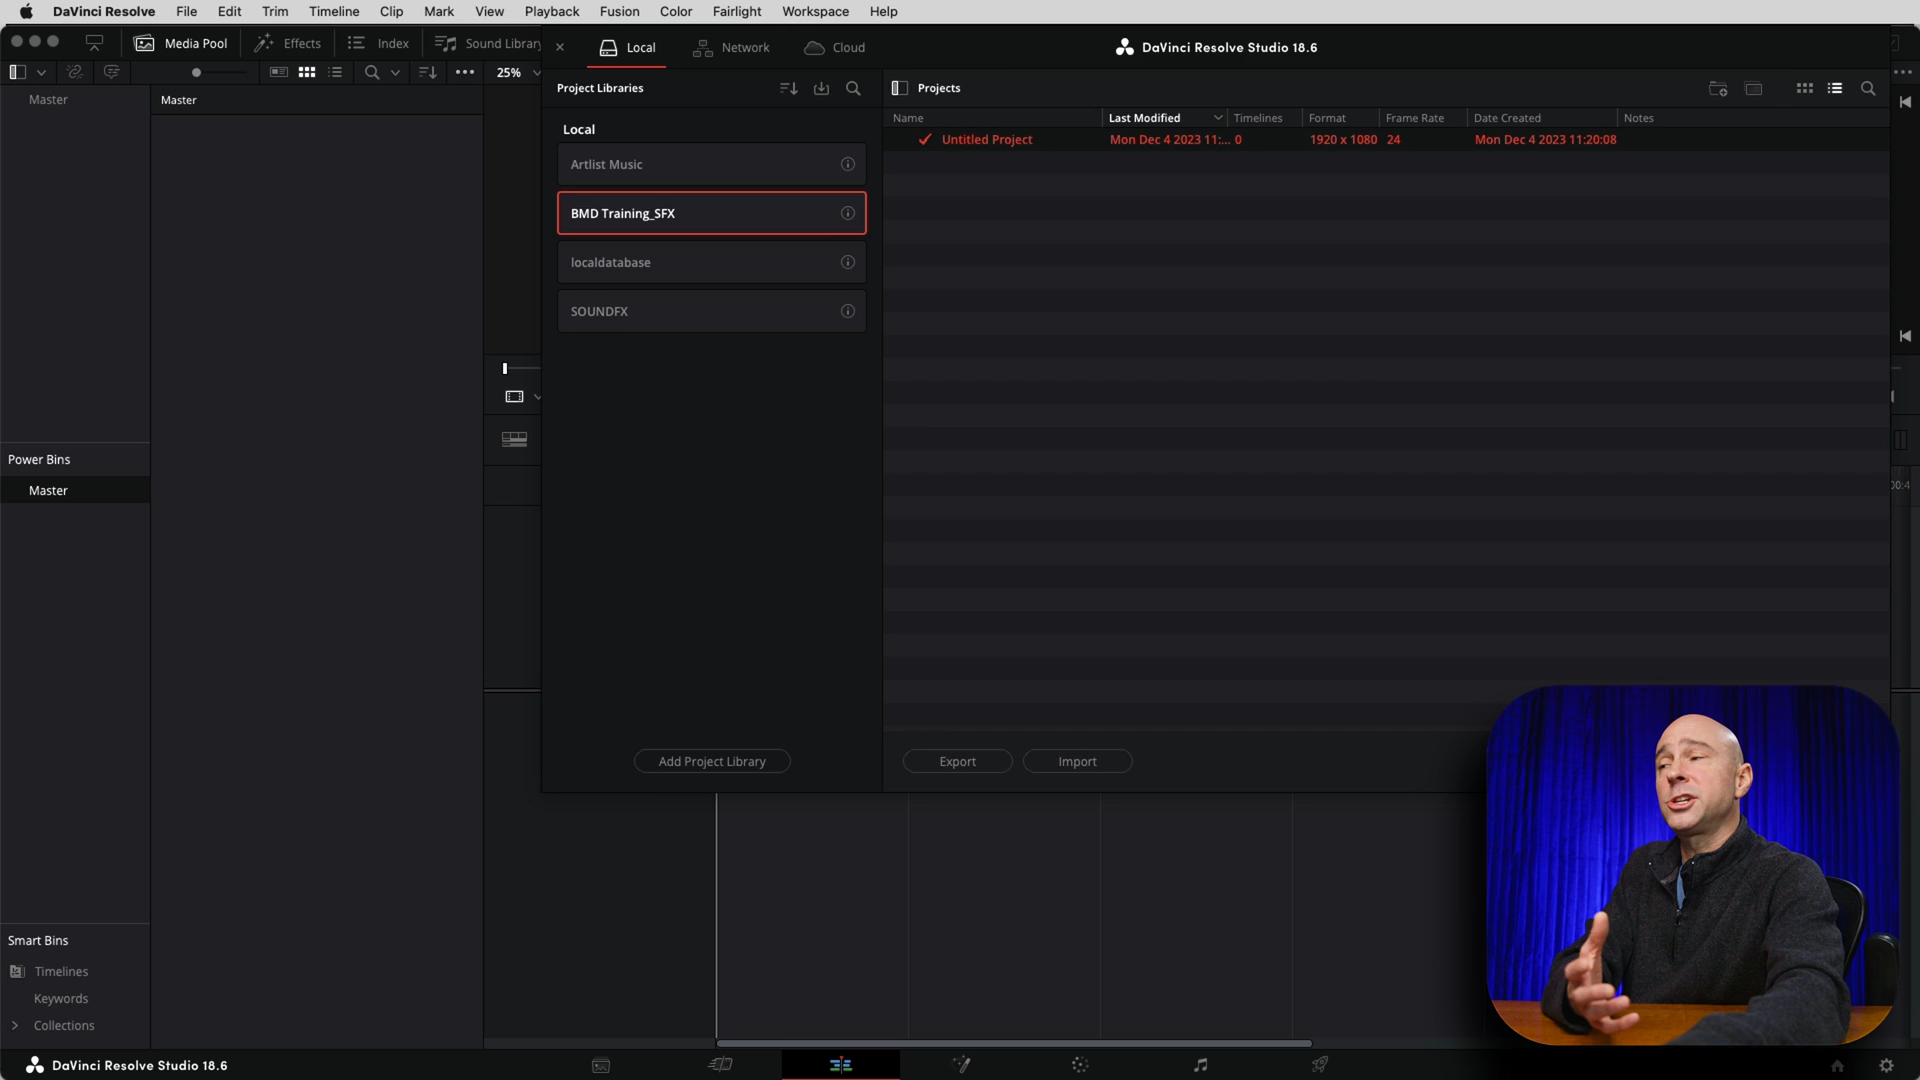 DaVinci Resolve File Edit Trim Timeline Clip Mark View Playback Fusion Color Fairlight Workspace Help
Media Pool Effects Index Sound Library
Local Network Cloud
DaVinci Resolve Studio 18.6
25%
Master
Master
Project Libraries
Projects
Name Last Modified Timelines Format Frame Rate Date Created Notes
Untitled Project Mon Dec 4 2023 11:... 0 1920 x 1080 24 Mon Dec 4 2023 11:20:08
Local
Artlist Music
BMD Training_SFX
localdatabase
SOUNDFX
Power Bins
Master
00:4
Add Project Library
Export Import
Smart Bins
Timelines
Keywords
Collections
DaVinci Resolve Studio 18.6